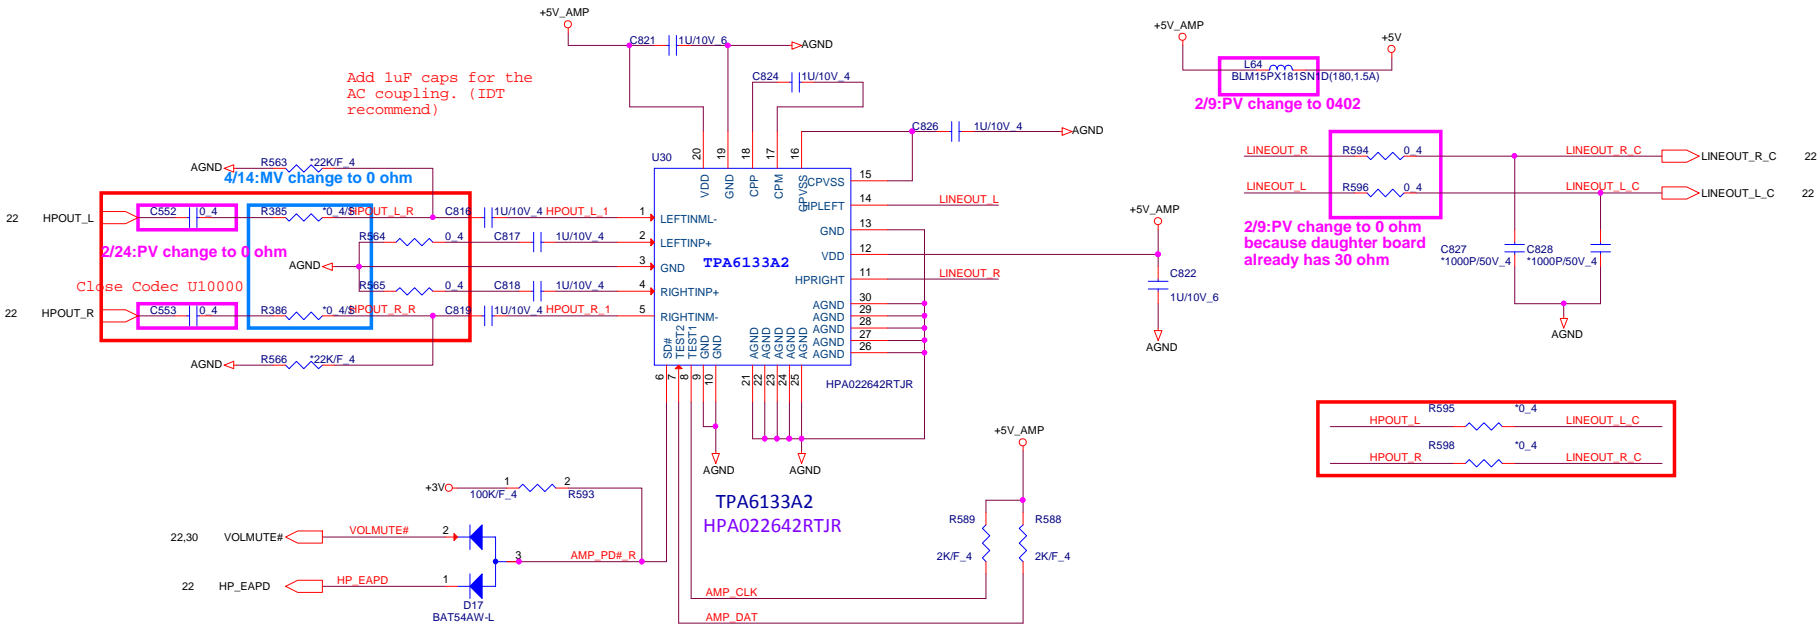 +5V_AMP
C821
1U/10V_6
AGND
Add 1uF caps for the
AC coupling. (IDT
recommend)
C824
1U/10V_4
C826
1U/10V_4
AGND
+5V_AMP
+5V
L64
BLM15PX181SN1D(180,1.5A)
2/9:PV change to 0402
U30
20
19
18
17
16
VDD
GND
CPP
CPM
CPVSS
AGND
R563
*22K/F_4
4/14:MV change to 0 ohm
22
HPOUT_L
C552
0_4
R385
*0_4/S
HPOUT_L_R
C816
1U/10V_4
HPOUT_L_1
1
LEFTINML-
R564
0_4
C817
1U/10V_4
2
LEFTINP+
2/24:PV change to 0 ohm
AGND
3
GND
TPA6133A2
Close Codec U10000
R565
0_4
C818
1U/10V_4
4
RIGHTINP+
22
HPOUT_R
C553
0_4
R386
*0_4/S
HPOUT_R_R
C819
1U/10V_4
HPOUT_R_1
5
RIGHTINM-
AGND
R566
*22K/F_4
CPVSS
15
HPLEFT
14
LINEOUT_L
GND
13
VDD
12
HPRIGHT
11
LINEOUT_R
AGND
30
AGND
29
AGND
28
AGND
27
AGND
26
SD#
TEST2
TEST1
GND
GND
AGND
AGND
AGND
AGND
AGND
6
7
8
9
10
21
22
23
24
25
HPA022642RTJR
+5V_AMP
C822
1U/10V_6
AGND
LINEOUT_R
R594
0_4
LINEOUT_R_C
LINEOUT_R_C
22
LINEOUT_L
R596
0_4
LINEOUT_L_C
LINEOUT_L_C
22
2/9:PV change to 0 ohm
because daughter board
already has 30 ohm
C827
*1000P/50V_4
C828
*1000P/50V_4
AGND
HPOUT_L
R595
*0_4
LINEOUT_L_C
HPOUT_R
R598
*0_4
LINEOUT_R_C
AGND
AGND
TPA6133A2
HPA022642RTJR
+5V_AMP
R589
2K/F_4
R588
2K/F_4
+3V
1
2
100K/F_4
R593
22,30
VOLMUTE#
VOLMUTE#
2
3
AMP_PD#_R
22
HP_EAPD
HP_EAPD
1
D17
BAT54AW-L
AMP_CLK
AMP_DAT